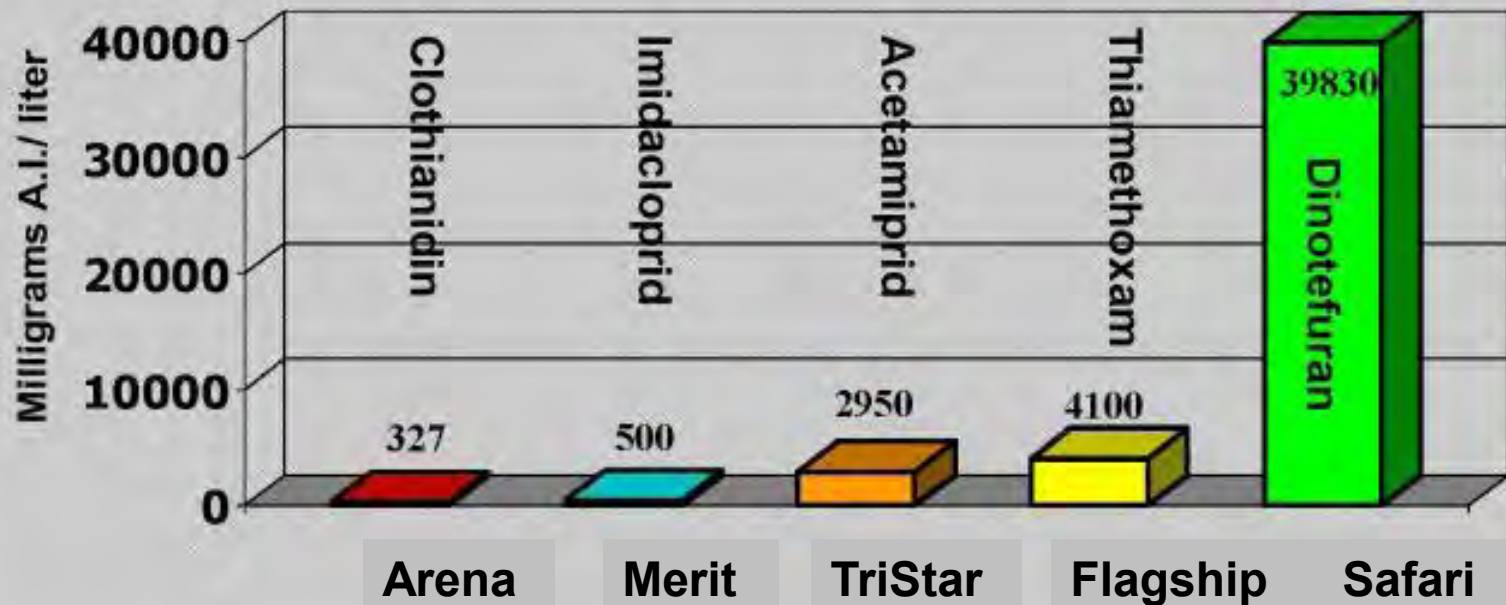 Milligrams A.I./ liter
40000
30000
20000
10000
0
Clothianidin
Imidacloprid
Acetamiprid
Thiamethoxam
Dinotefuran
327
500
2950
4100
39830
Arena
Merit
TriStar
Flagship
Safari